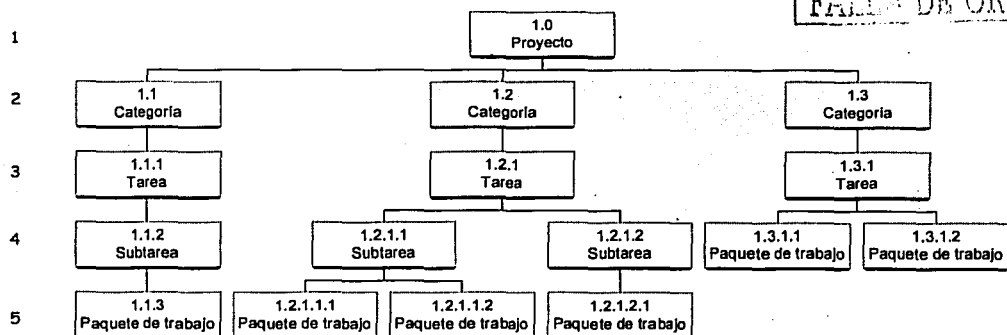 1
1.0
Proyecto
2
1.1
Categoría
1.2
Categoría
1.3
Categoría
3
1.1.1
Tarea
1.2.1
Tarea
1.3.1
Tarea
4
1.1.2
Subtarea
1.2.1.1
Subtarea
1.2.1.2
Subtarea
1.3.1.1
Paquete de trabajo
1.3.1.2
Paquete de trabajo
5
1.1.3
Paquete de trabajo
1.2.1.1.1
Paquete de trabajo
1.2.1.1.2
Paquete de trabajo
1.2.1.2.1
Paquete de trabajo
FALLA DE